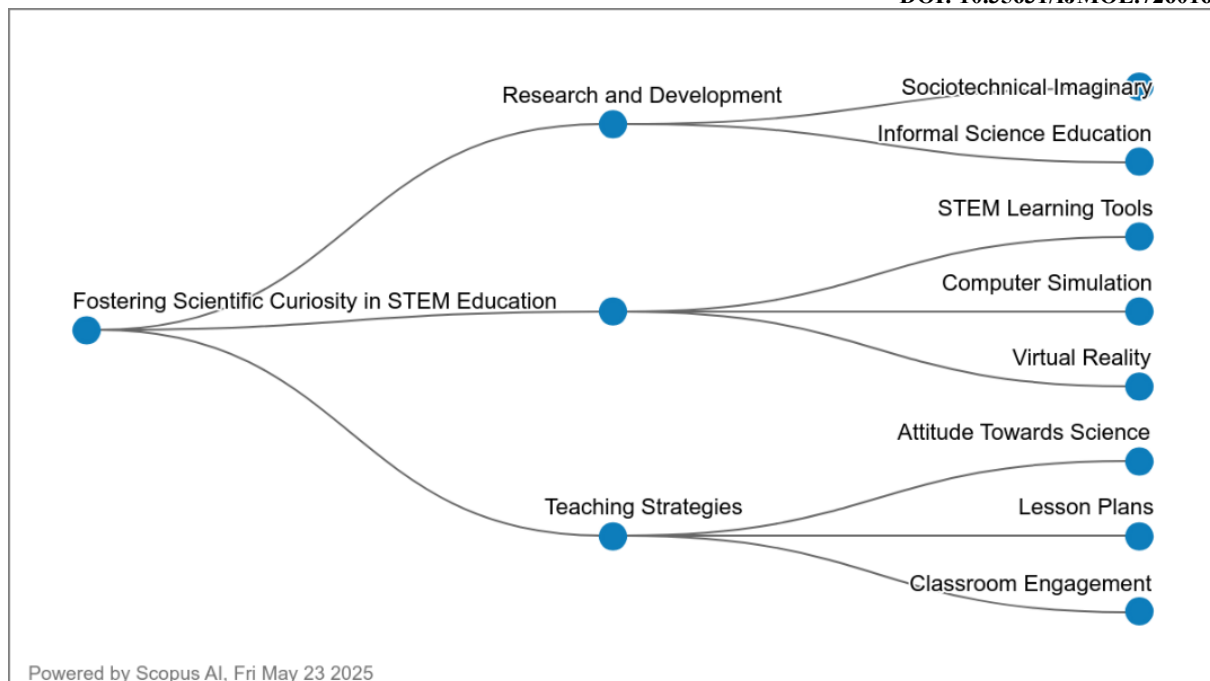 Research and Development
Sociotechnical Imaginary
Informal Science Education
STEM Learning Tools
Fostering Scientific Curiosity in STEM Education
Computer Simulation
Virtual Reality
Attitude Towards Science
Teaching Strategies
Lesson Plans
Classroom Engagement
Powered by Scopus AI, Fri May 23 2025